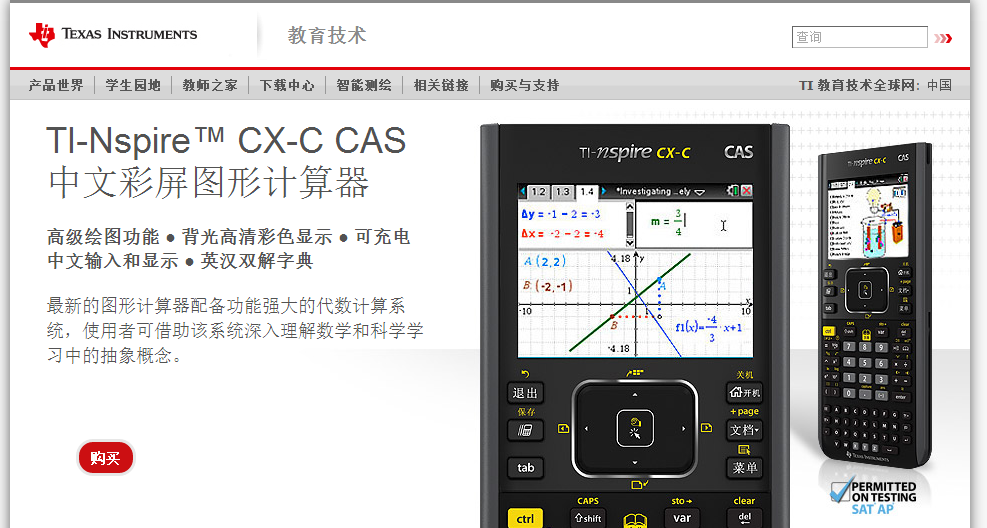 TEXAS INSTRUMENTS
教育技术
查询
产品世界 学生园地 教师之家 下载中心 智能测绘 相关链接 购买与支持
TI 教育技术全球网: 中国
TI-Nspire™ CX-C CAS
中文彩屏图形计算器
高级绘图功能 ● 背光高清彩色显示 ● 可充电
中文输入和显示 ● 英汉双解字典
最新的图形计算器配备功能强大的代数计算系
统，使用者可借助该系统深入理解数学和科学学
习中的抽象概念。
购买
TI-nspire CX-C CAS
1.2 1.3 1.4 *Investigating ...ely
Δy = -1 − 2 = -3
Δx = -2 − 2 = -4
m = 3/4
A (2,2)
B: (-2,-1)
4.18 y
1
-10 1 10 x
A
B
f1(x)= -4/3 · x+1
-4.18
关机
退出 开机
保存 +page
文档
tab 菜单
CAPS sto→ clear
ctrl shift var del
TI-nspire CX-C CAS
TEXAS INSTRUMENTS
PERMITTED
ON TESTING
SAT AP